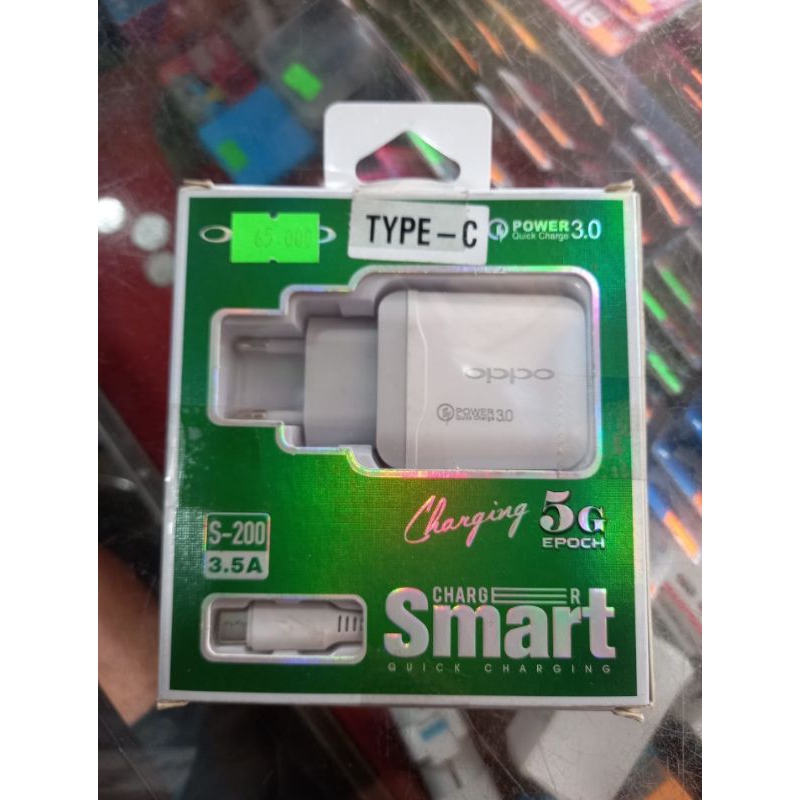 65.000
TYPE-C
POWER 3.0
Quick Charge
oppo
POWER 3.0
Quick Charge
Charging 5G
EPOCH
S-200
3.5A
CHARGER
Smart
QUICK CHARGING